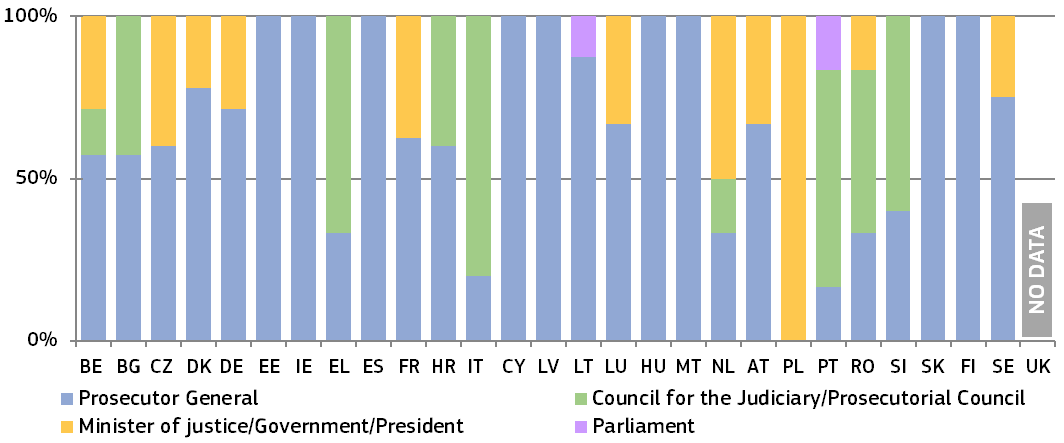 100%
50%
0%
NO DATA
BE BG CZ DK DE EE IE EL ES FR HR IT CY LV LT LU HU MT NL AT PL PT RO SI SK FI SE UK
Prosecutor General
Council for the Judiciary/Prosecutorial Council
Minister of justice/Government/President
Parliament